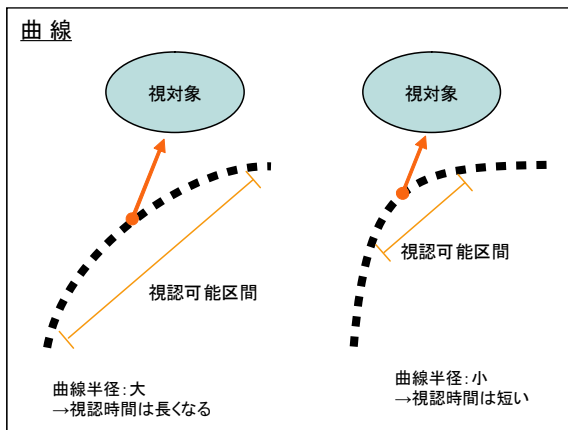 曲 線
視対象
視対象
視認可能区間
視認可能区間
曲線半径：大
→視認時間は長くなる
曲線半径：小
→視認時間は短い